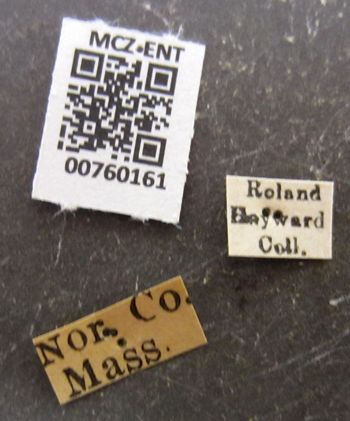 MCZ-ENT
00760161
Roland
Hayward
Coll.
Nor. Co.
Mass.